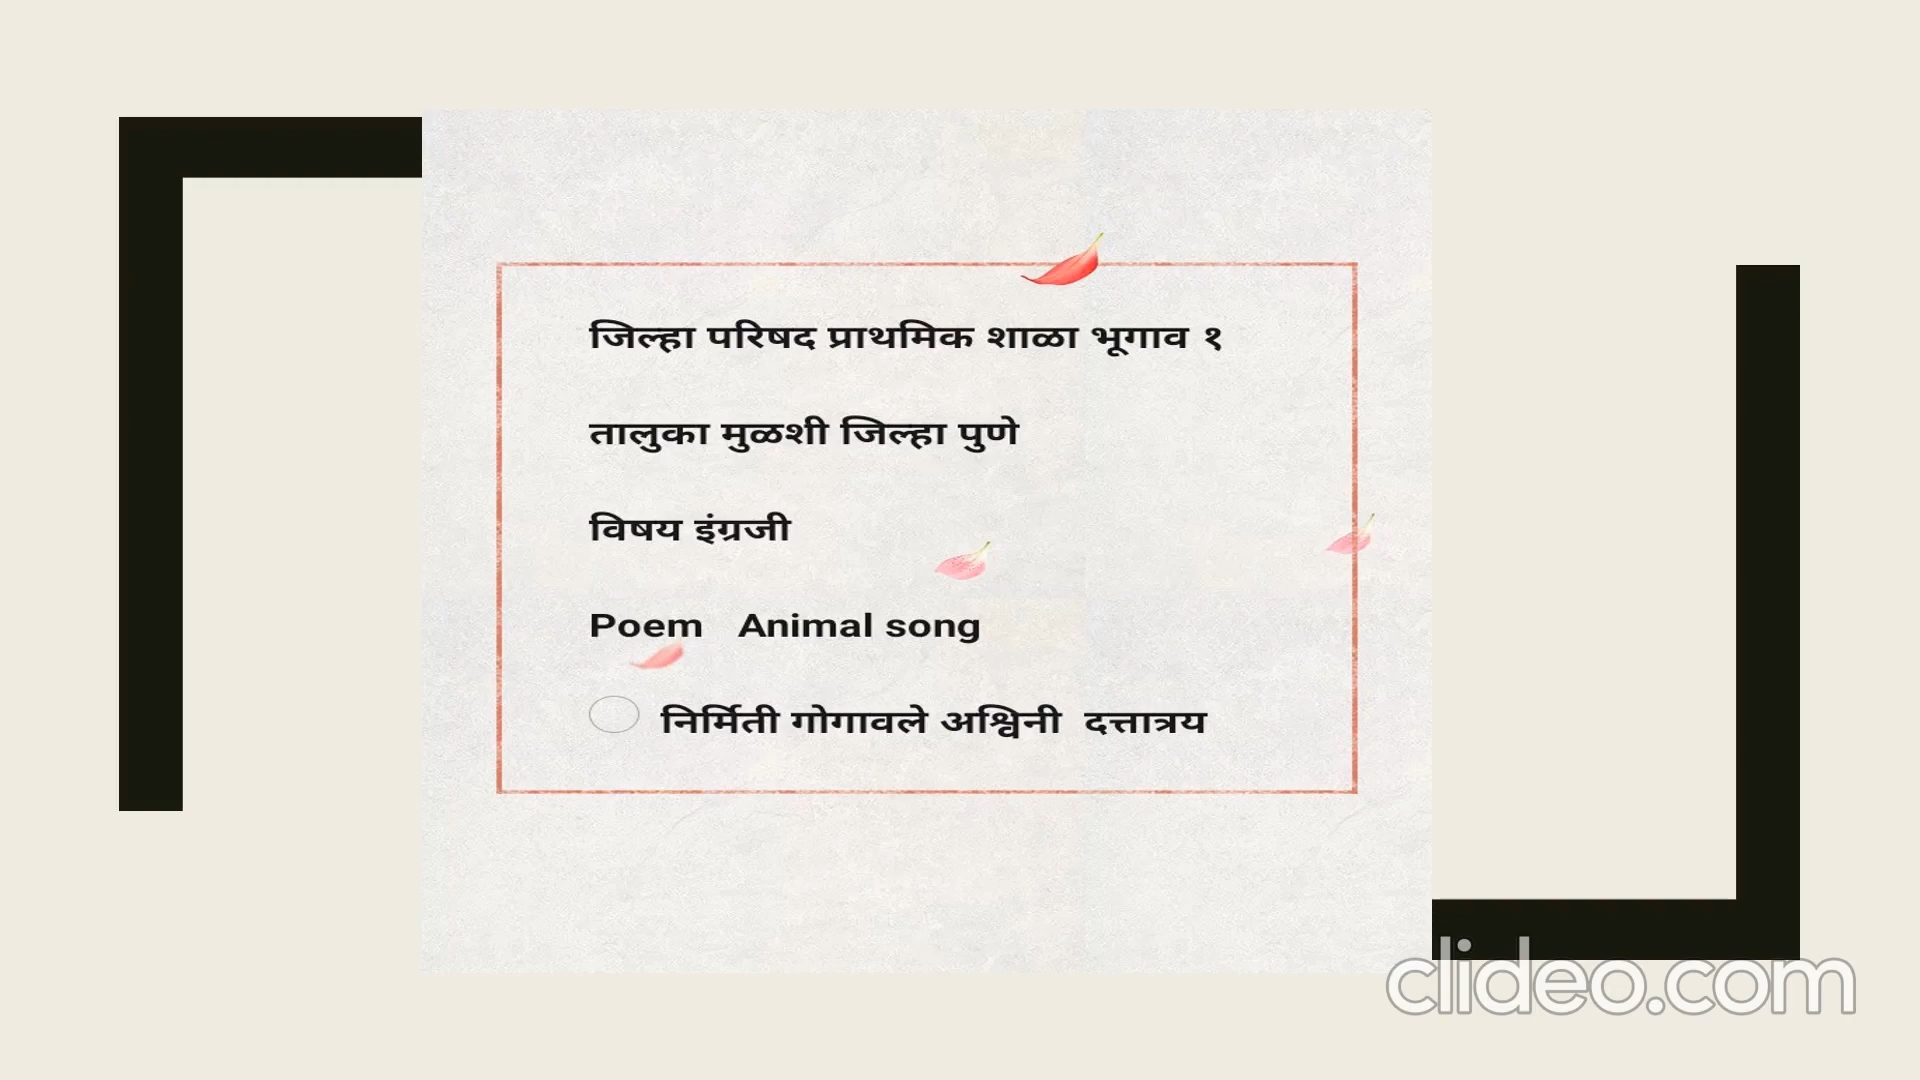 जिल्हा परिषद प्राथमिक शाळा भूगाव १
तालुका मुळशी जिल्हा पुणे
विषय इंग्रजी
Poem Animal song
निर्मिती गोगावले अश्विनी दत्तात्रय
clideo.com